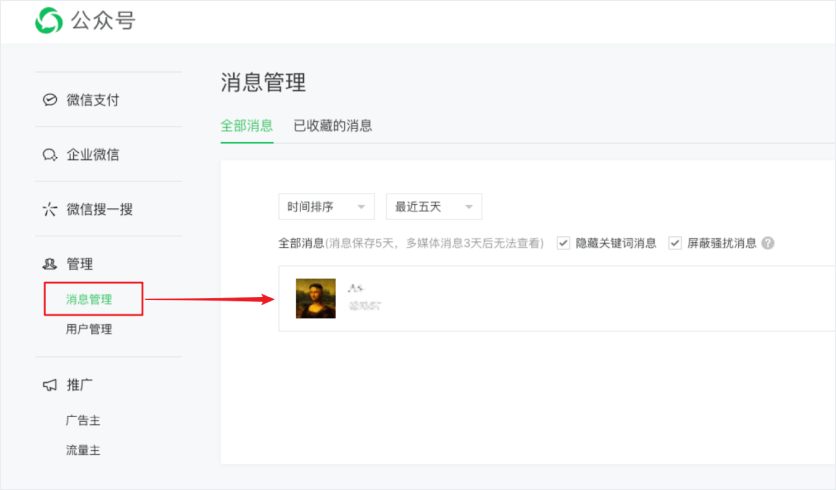 公众号
微信支付
企业微信
微信搜一搜
管理
消息管理
用户管理
推广
广告主
流量主
消息管理
全部消息 已收藏的消息
时间排序 最近五天
全部消息(消息保存5天，多媒体消息3天后无法查看) 隐藏关键词消息 屏蔽骚扰消息 ?